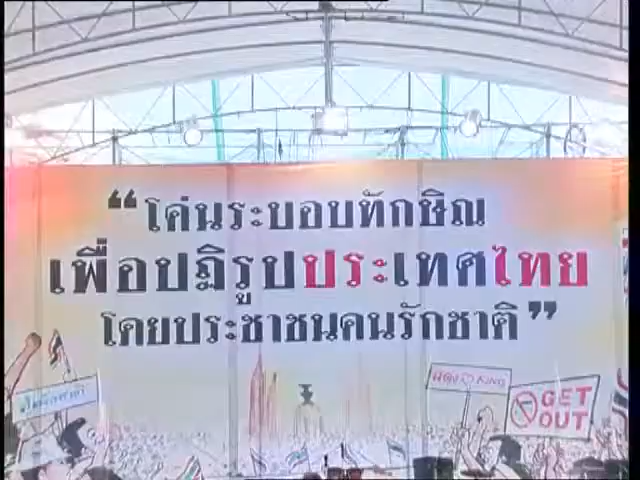 “โค่นระบอบทักษิณ
เพื่อปฏิรูปประเทศไทย
โดยประชาชนคนรักชาติ”
KING
GET
OUT